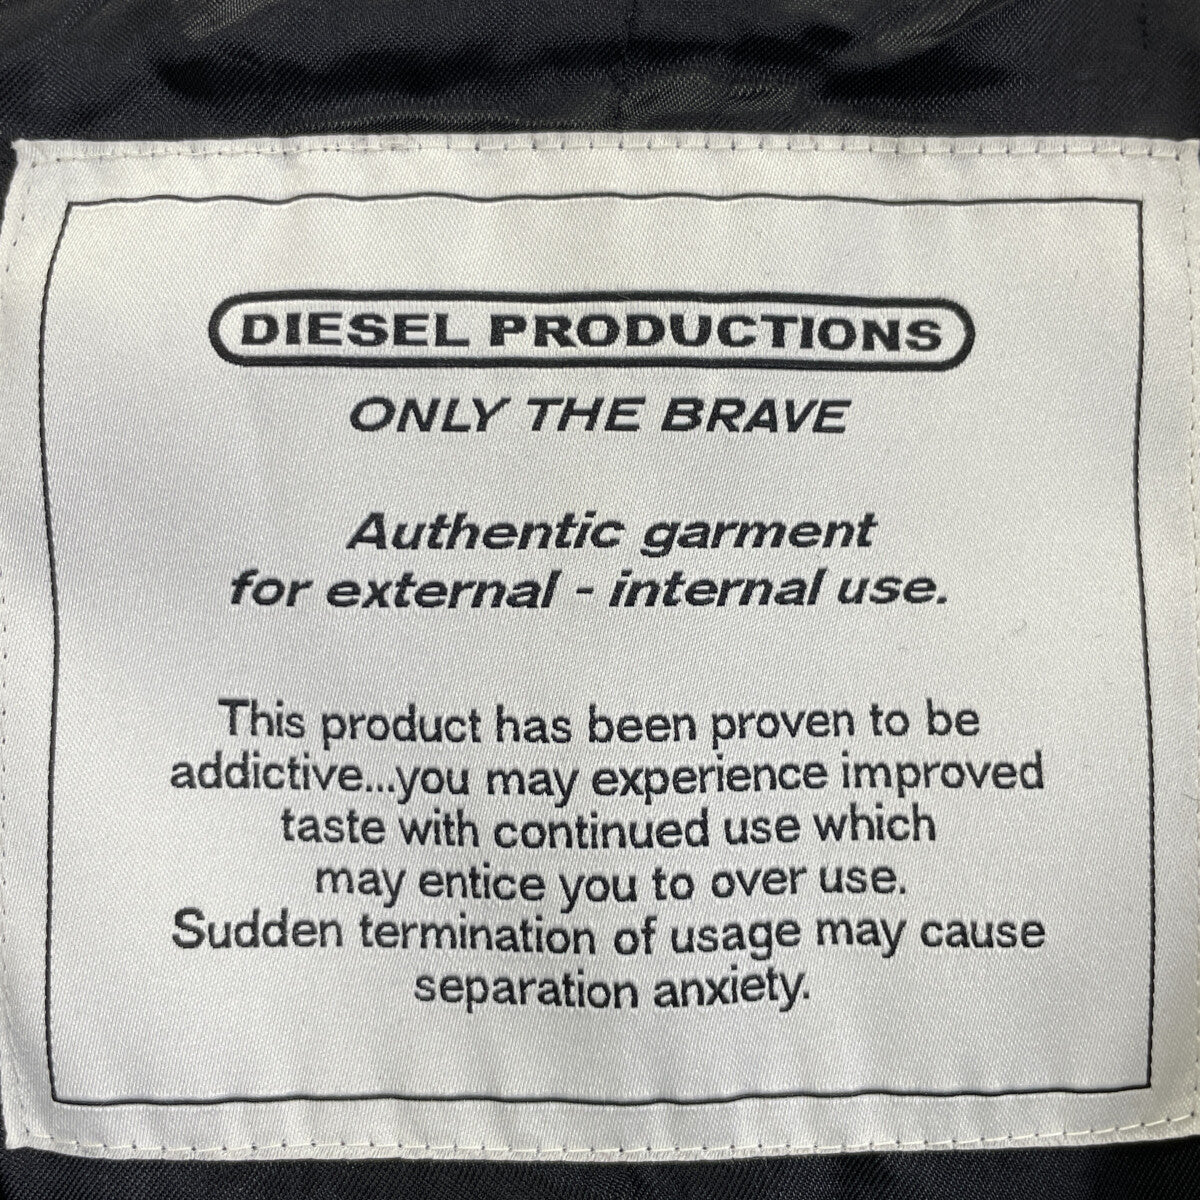 DIESEL PRODUCTIONS
ONLY THE BRAVE
Authentic garment
for external - internal use.
This product has been proven to be
addictive...you may experience improved
taste with continued use which
may entice you to over use.
Sudden termination of usage may cause
separation anxiety.